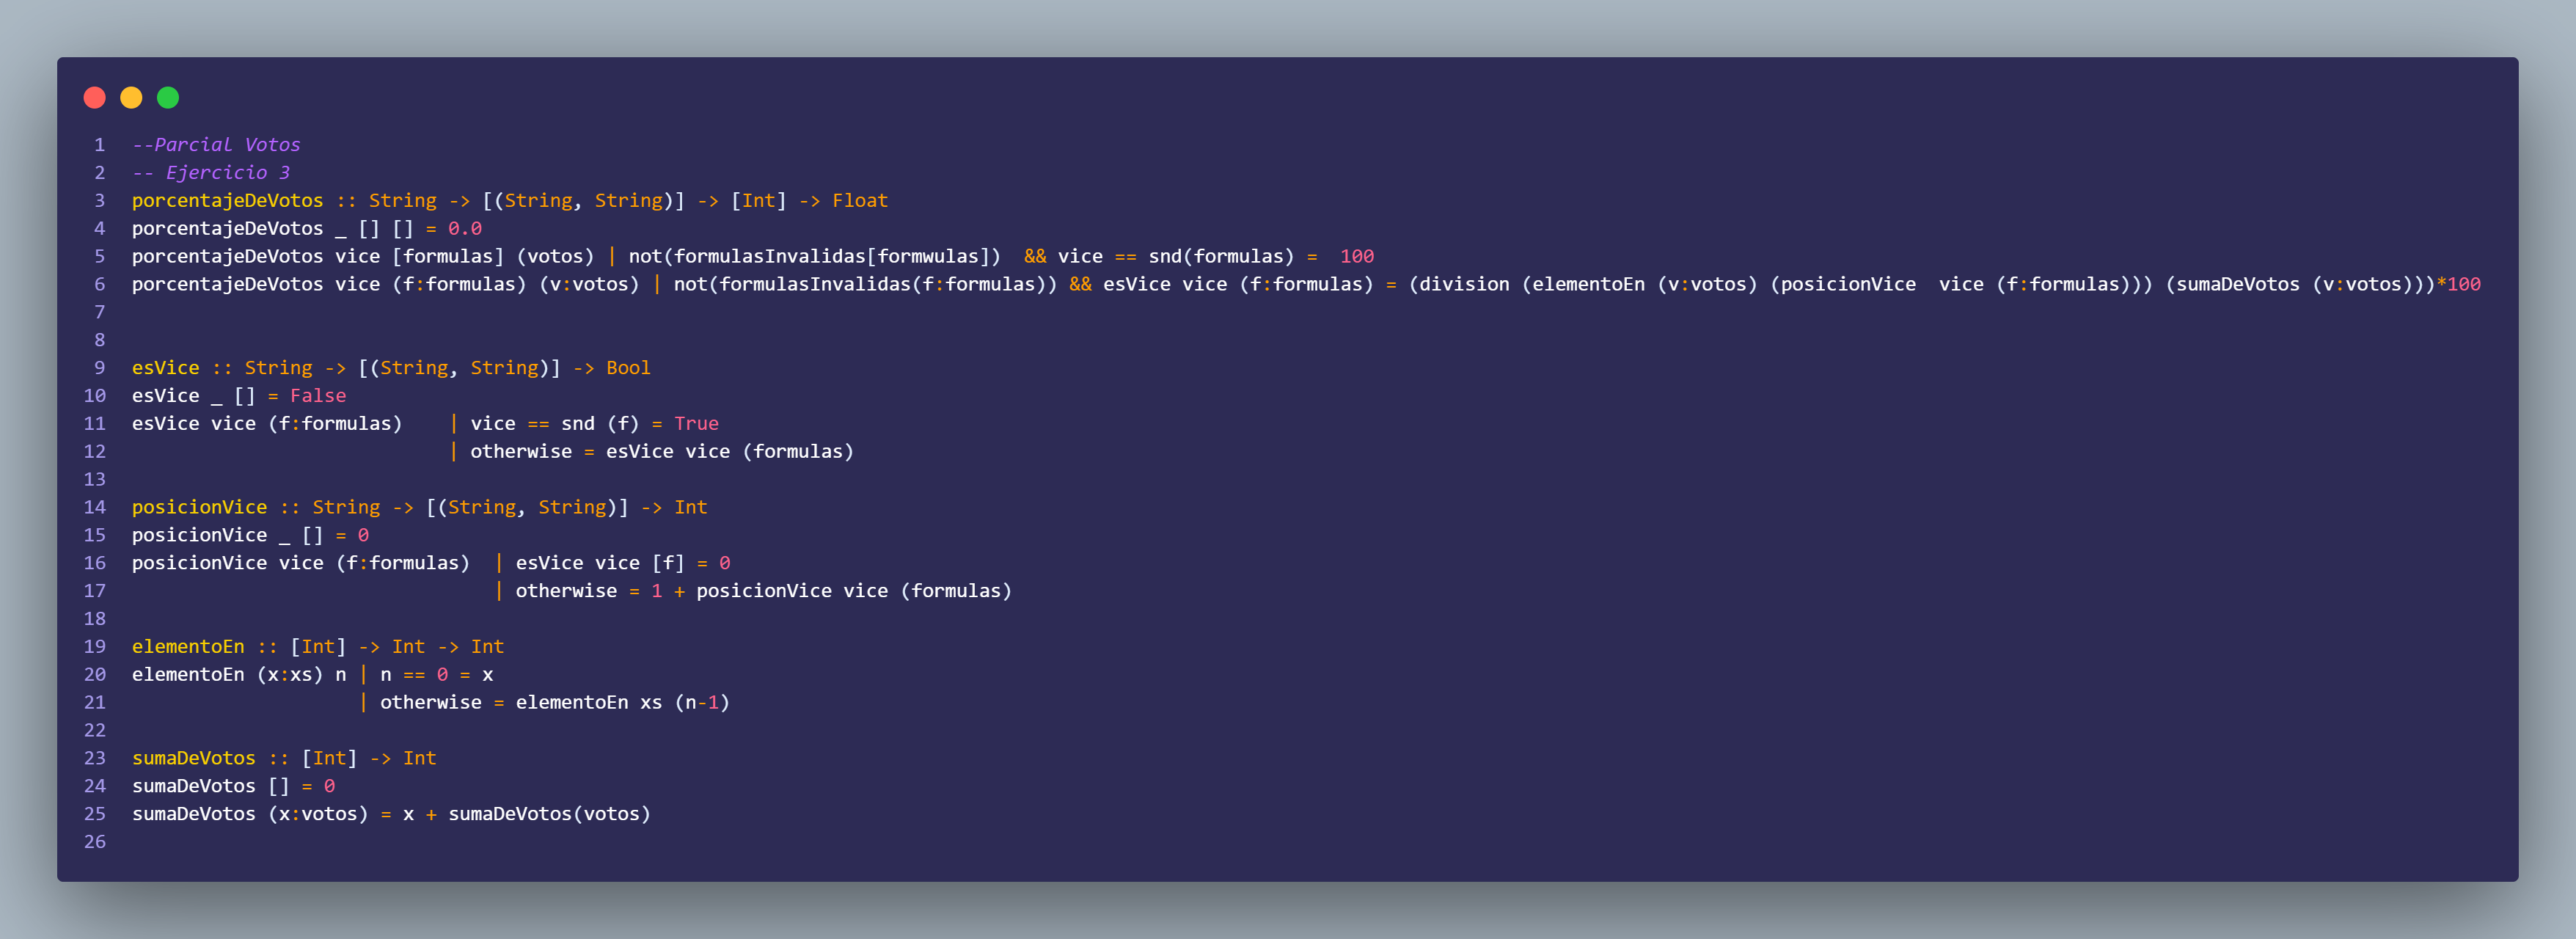 1 --Parcial Votos
2 -- Ejercicio 3
3 porcentajeDeVotos :: String -> [(String, String)] -> [Int] -> Float
4 porcentajeDeVotos _ [] [] = 0.0
5 porcentajeDeVotos vice [formulas] (votos) | not(formulasInvalidas[formwulas])  && vice == snd(formulas) =  100
6 porcentajeDeVotos vice (f:formulas) (v:votos) | not(formulasInvalidas(f:formulas)) && esVice vice (f:formulas) = (division (elementoEn (v:votos) (posicionVice  vice (f:formulas))) (sumaDeVotos (v:votos)))*100
7
8
9 esVice :: String -> [(String, String)] -> Bool
10 esVice _ [] = False
11 esVice vice (f:formulas)    | vice == snd (f) = True
12                             | otherwise = esVice vice (formulas)
13
14 posicionVice :: String -> [(String, String)] -> Int
15 posicionVice _ [] = 0
16 posicionVice vice (f:formulas)  | esVice vice [f] = 0
17                                 | otherwise = 1 + posicionVice vice (formulas)
18
19 elementoEn :: [Int] -> Int -> Int
20 elementoEn (x:xs) n | n == 0 = x
21                     | otherwise = elementoEn xs (n-1)
22
23 sumaDeVotos :: [Int] -> Int
24 sumaDeVotos [] = 0
25 sumaDeVotos (x:votos) = x + sumaDeVotos(votos)
26